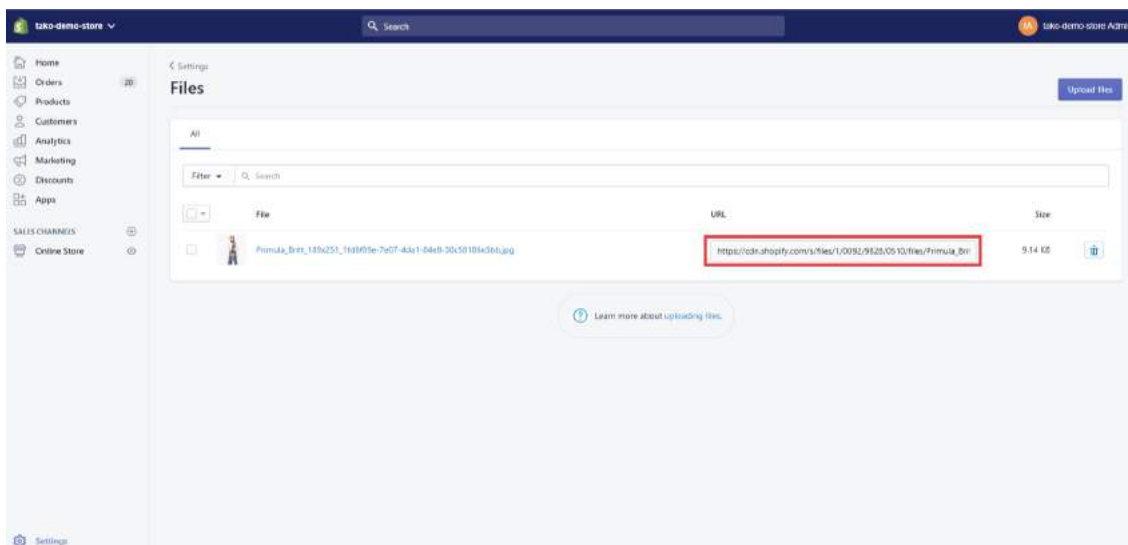 tako-demo-store
Search
tako-demo-store Admi
Home
Orders 20
Products
Customers
Analytics
Marketing
Discounts
Apps
SALES CHANNELS
Online Store
Settings
Settings
Files
Upload files
All
Filter
Search
File URL Size
https://cdn.shopify.com/s/files/1/0092/9828/0510/files/Primula_Bri 9.14 KB
Learn more about uploading files.